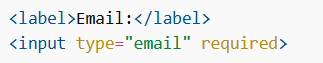 <label>Email:</label>
<input type="email" required>